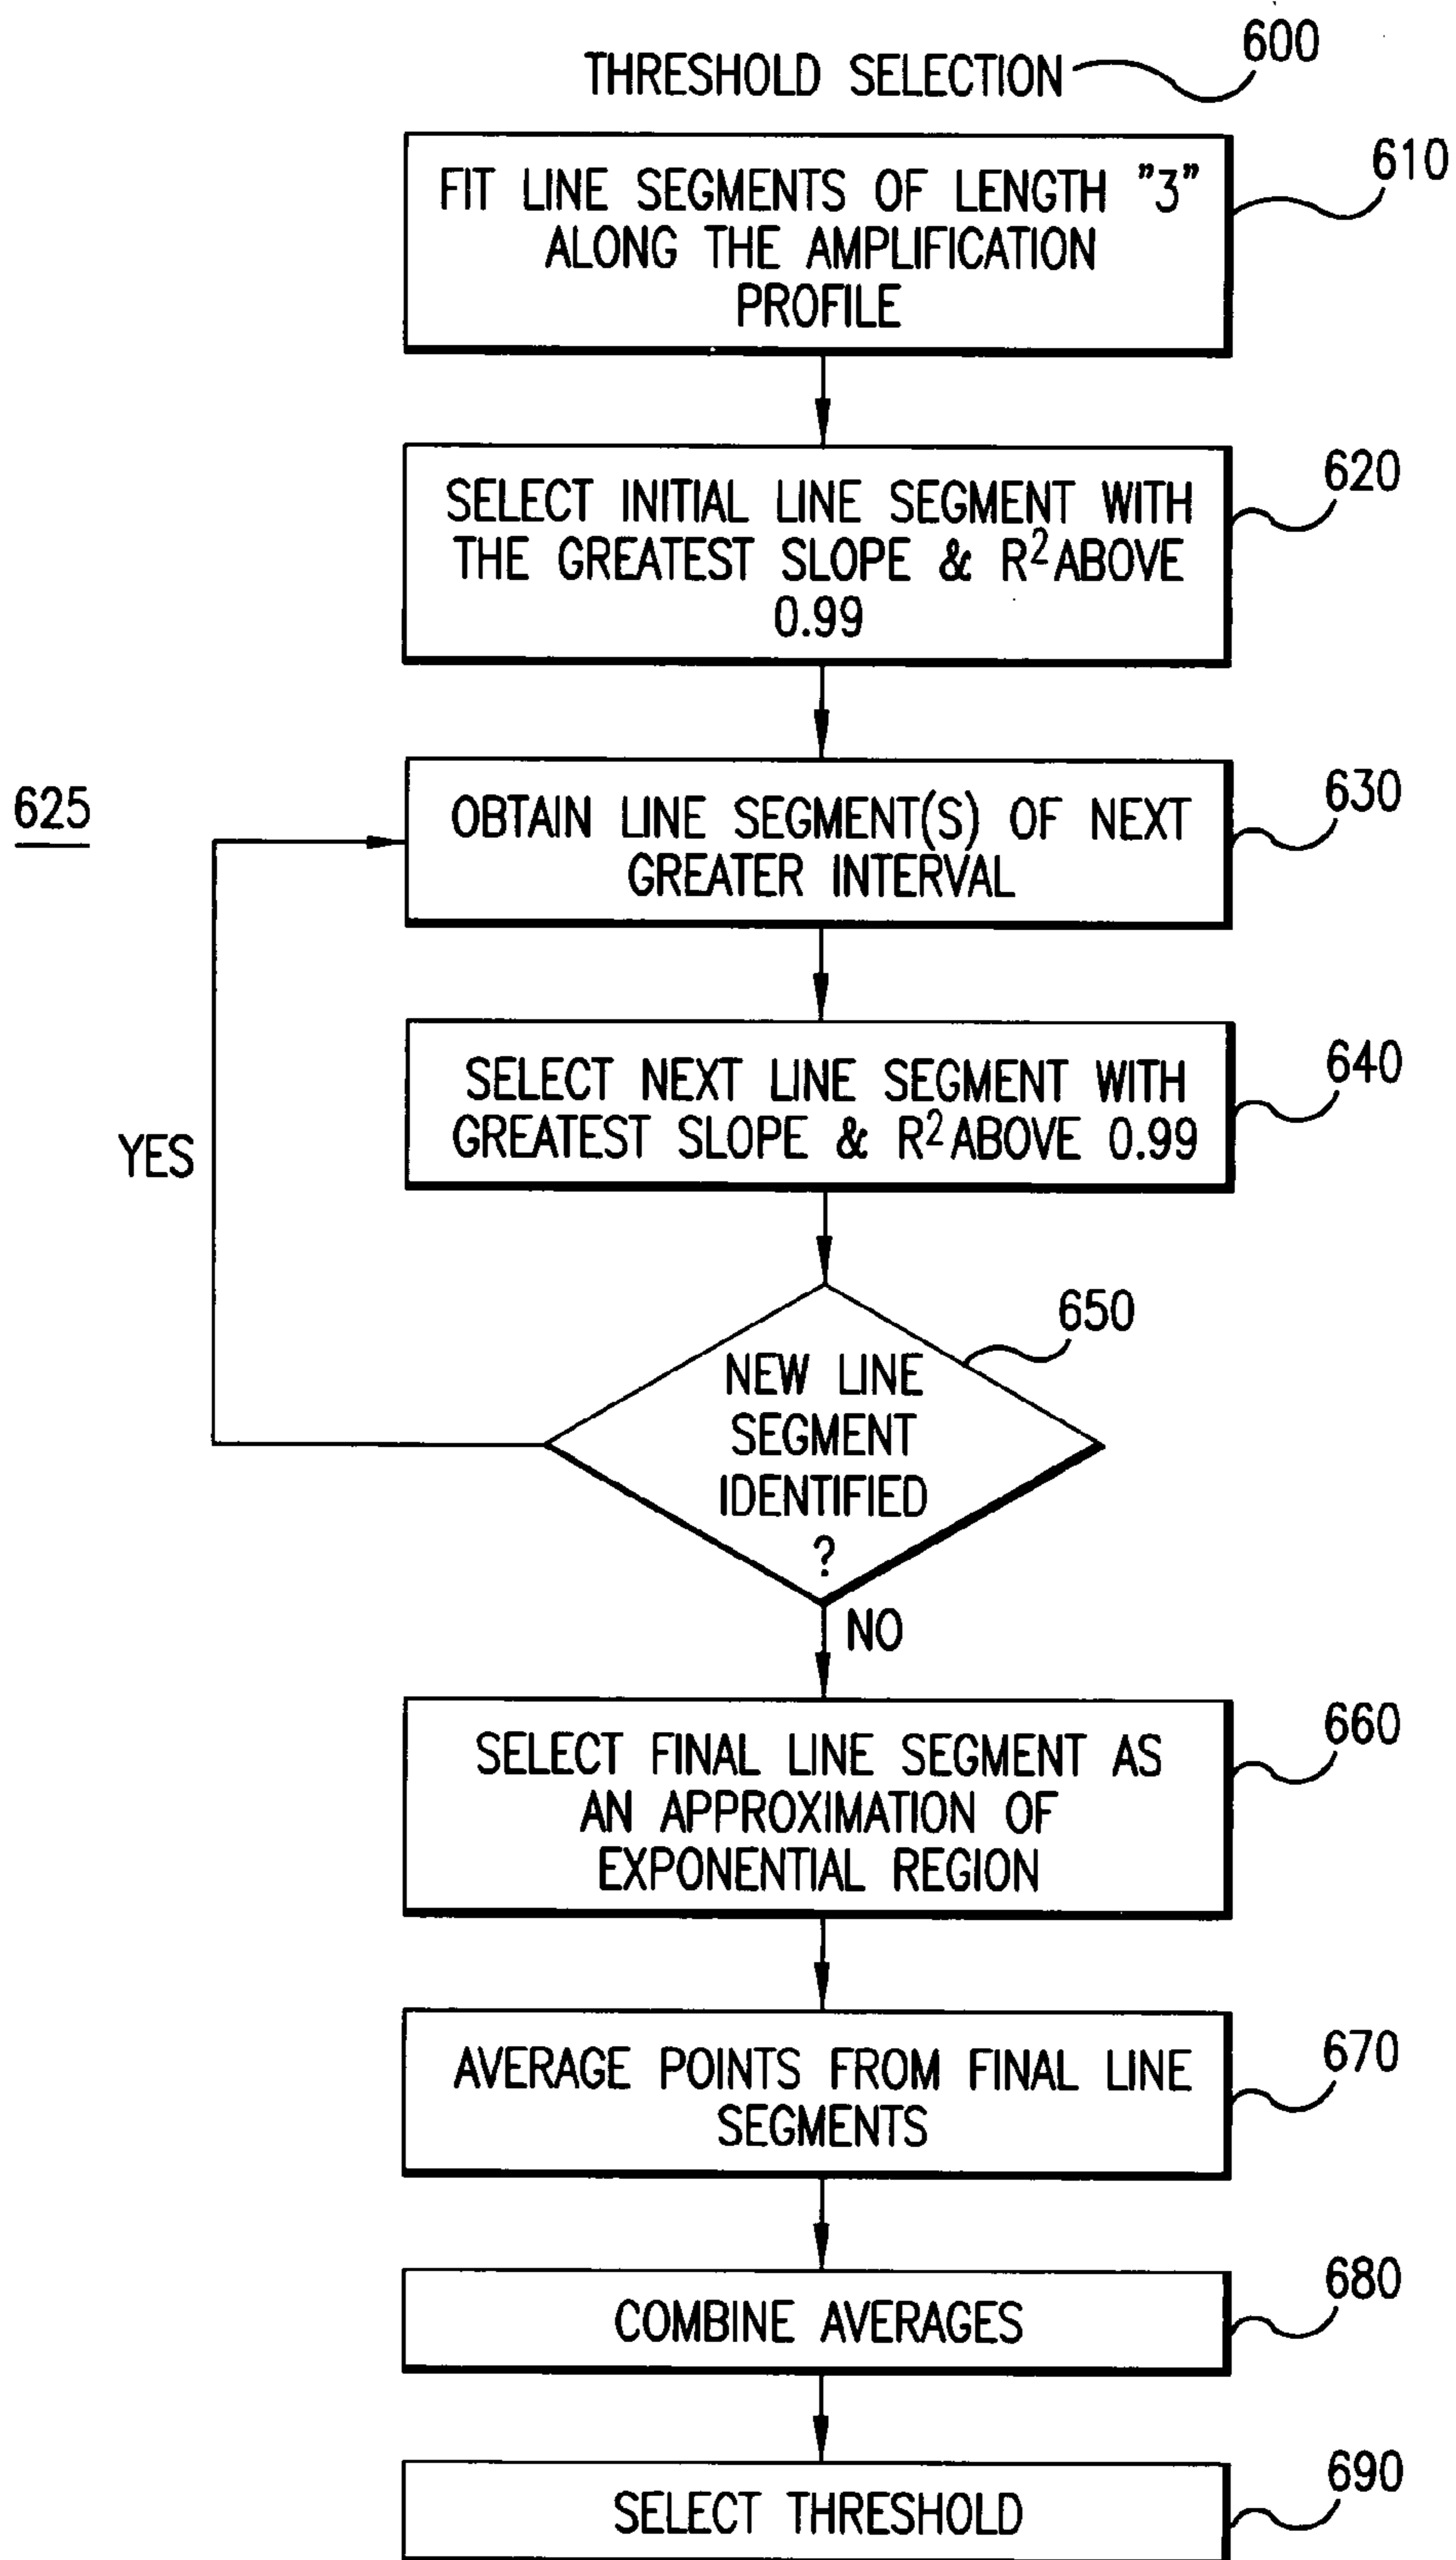 THRESHOLD SELECTION
600
FIT LINE SEGMENTS OF LENGTH "3"
ALONG THE AMPLIFICATION
PROFILE
610
SELECT INITIAL LINE SEGMENT WITH
THE GREATEST SLOPE & R² ABOVE
0.99
620
625
OBTAIN LINE SEGMENT(S) OF NEXT
GREATER INTERVAL
630
SELECT NEXT LINE SEGMENT WITH
GREATEST SLOPE & R² ABOVE 0.99
640
YES
NEW LINE
SEGMENT
IDENTIFIED
?
650
NO
SELECT FINAL LINE SEGMENT AS
AN APPROXIMATION OF
EXPONENTIAL REGION
660
AVERAGE POINTS FROM FINAL LINE
SEGMENTS
670
COMBINE AVERAGES
680
SELECT THRESHOLD
690